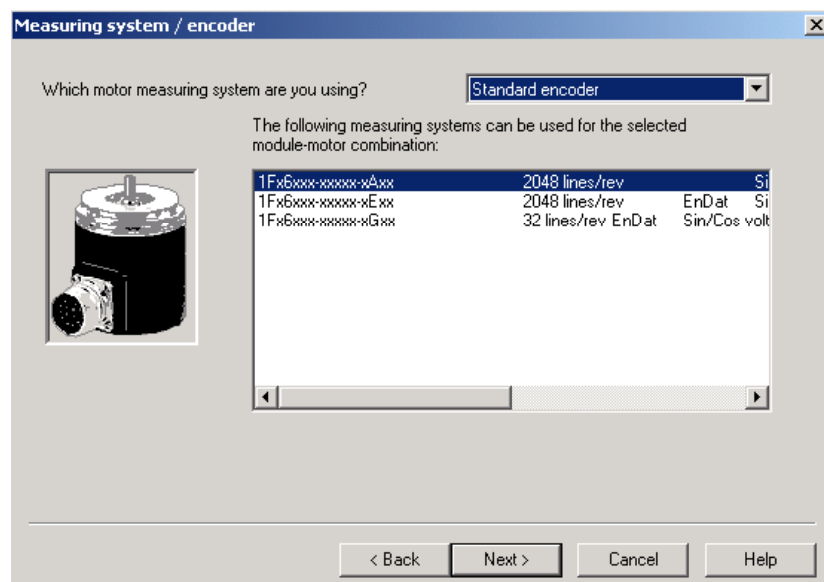 Measuring system / encoder
Which motor measuring system are you using? Standard encoder
The following measuring systems can be used for the selected
module-motor combination:
1Fx6xxx-xxxxx-xAxx 2048 lines/rev Si
1Fx6xxx-xxxxx-xExx 2048 lines/rev EnDat Si
1Fx6xxx-xxxxx-xGxx 32 lines/rev EnDat Sin/Cos volt
< Back Next > Cancel Help